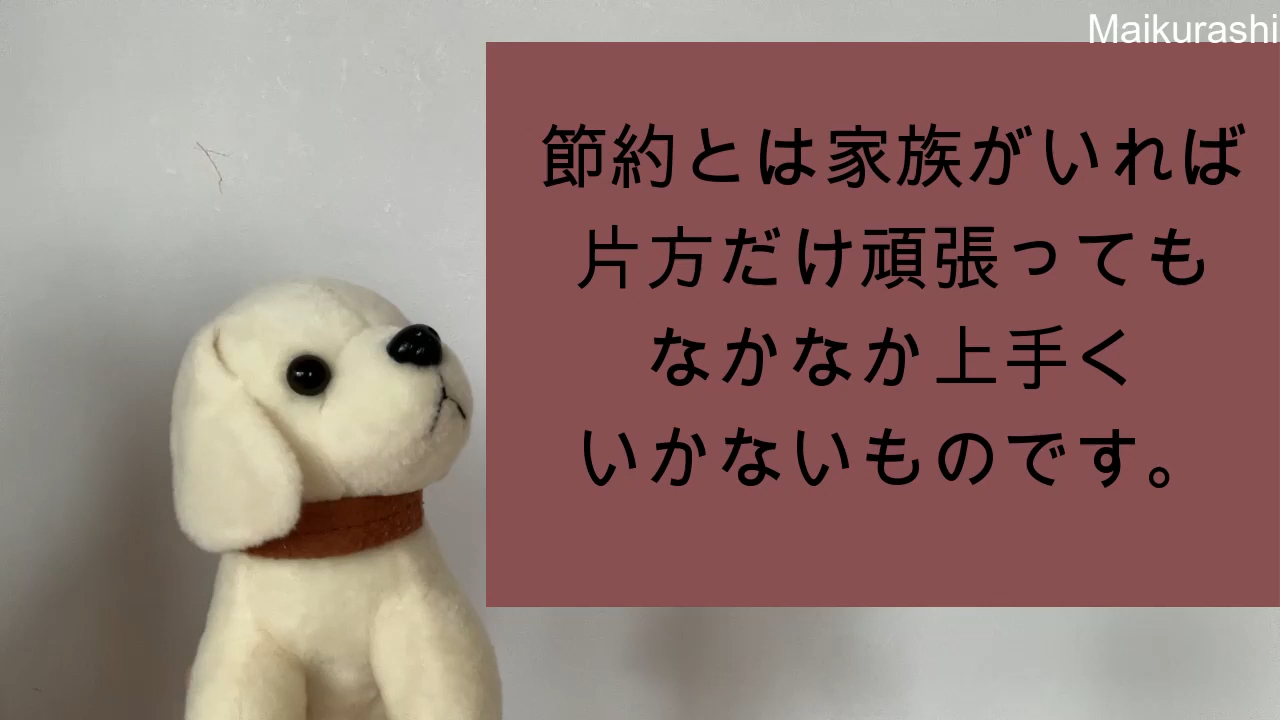 Maikurashi
節約とは家族がいれば
片方だけ頑張っても
なかなか上手く
いかないものです。